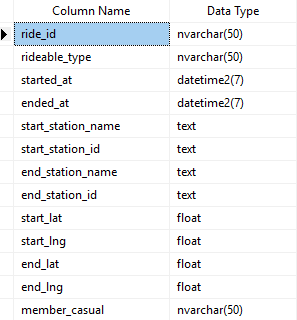 Column Name Data Type
ride_id nvarchar(50)
rideable_type nvarchar(50)
started_at datetime2(7)
ended_at datetime2(7)
start_station_name text
start_station_id text
end_station_name text
end_station_id text
start_lat float
start_lng float
end_lat float
end_lng float
member_casual nvarchar(50)